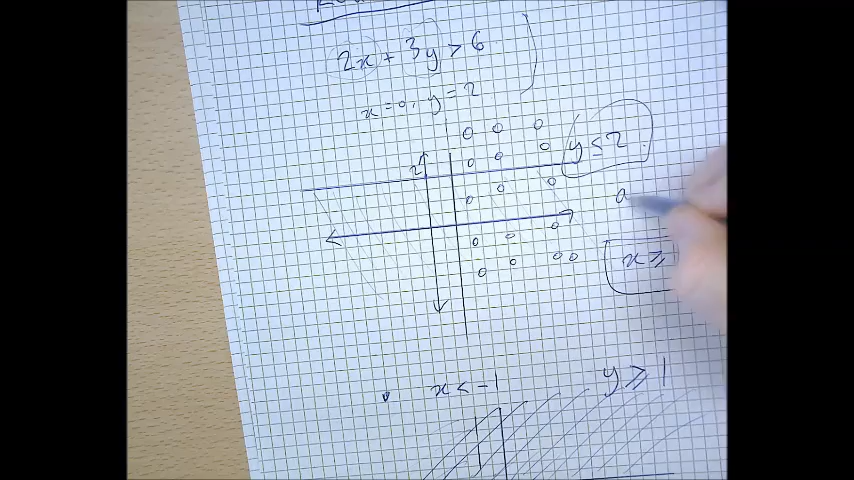 2x + 3y > 6
x = 0, y = 2
y ≤ 2
2
x ≥
x < -1
y ≥ 1